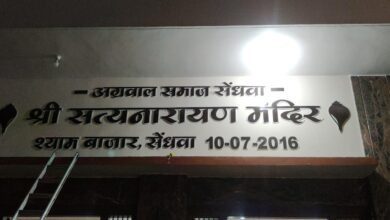 - अग्रवाल समाज सेंधवा -
श्री सत्यनारायण मंदिर
श्याम बाजार, सेंधवा 10-07-2016